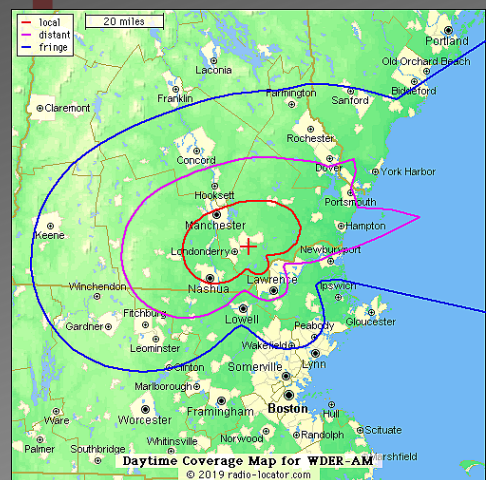 local
distant
fringe
20 miles
Portland
Old Orchard Beach
Laconia
Biddeford
Franklin
Farmington
Sanford
Claremont
Rochester
Concord
Dover
York Harbor
Hooksett
Portsmouth
Manchester
Hampton
Keene
Londonderry
Newburyport
Nashua
Lawrence
Winchendon
Ipswich
Fitchburg
Lowell
Gloucester
Gardner
Peabody
Leominster
Wakefield
Clinton
Somerville
Lynn
Marlborough
Framingham
Boston
Ware
Worcester
Hull
Palmer
Whitinsville
Norwood
Randolph
Scituate
Southbridge
Marshfield
Daytime Coverage Map for WDER-AM
© 2019 radio-locator.com